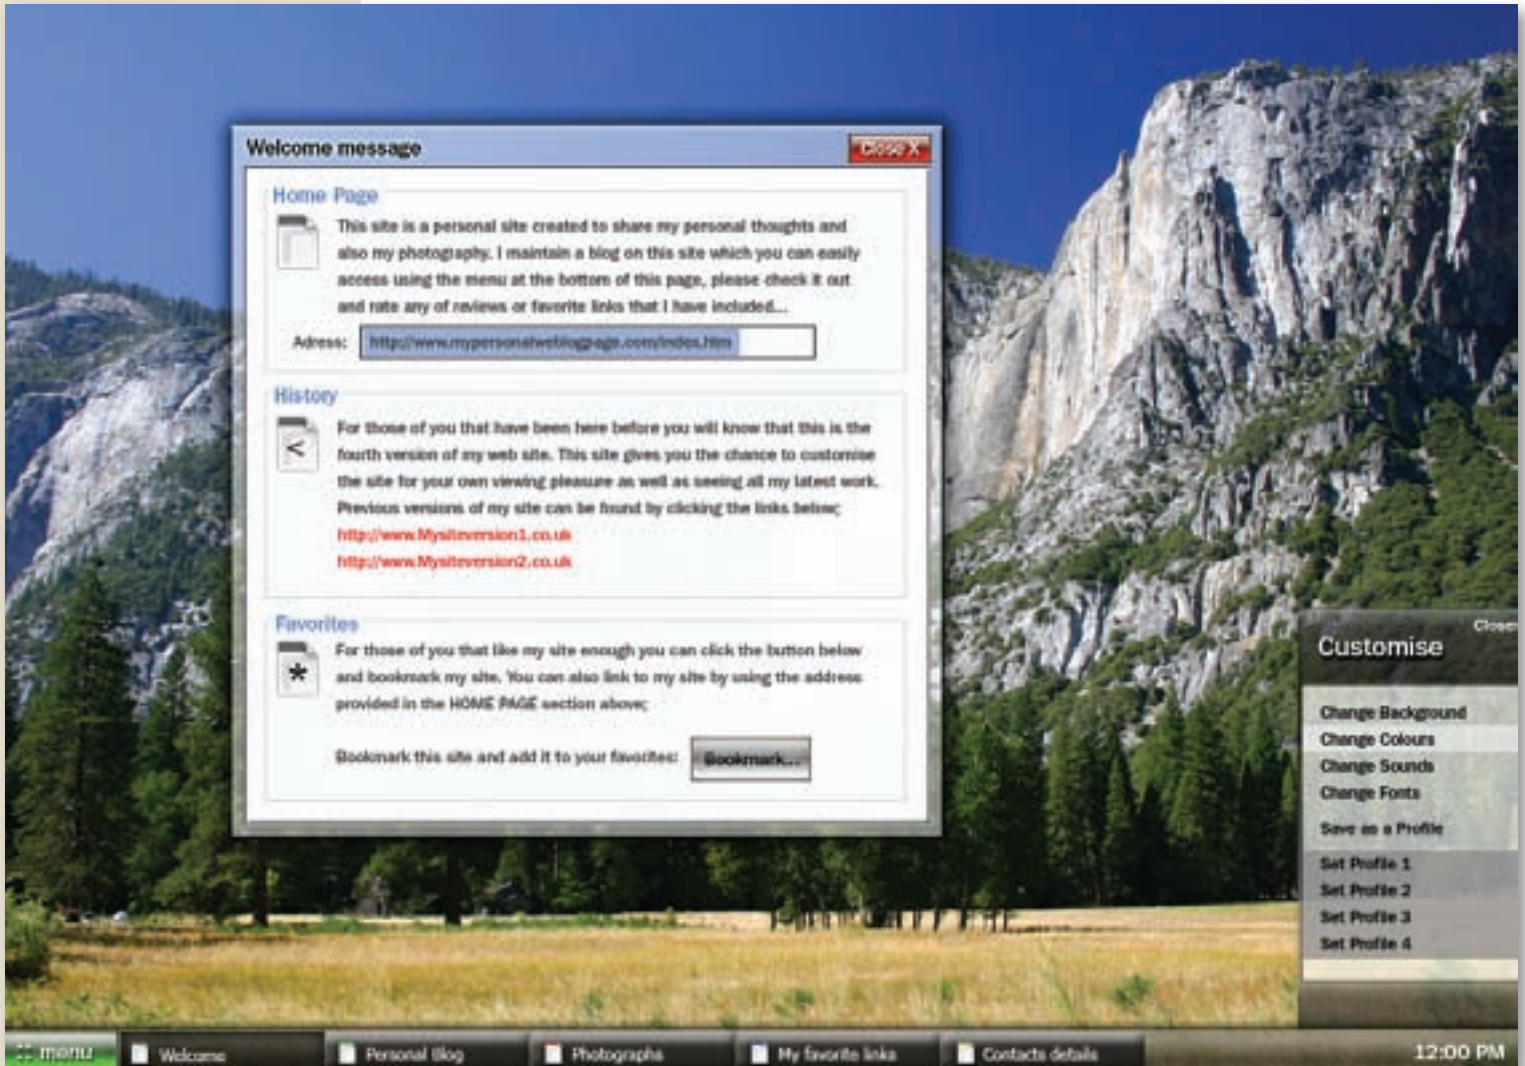 Welcome message
Close X
Home Page
This site is a personal site created to share my personal thoughts and
also my photography. I maintain a blog on this site which you can easily
access using the menu at the bottom of this page, please check it out
and rate any of reviews or favorite links that I have included...
Adress: http://www.mypersonalweblogpage.com/index.htm
History
<
For those of you that have been here before you will know that this is the
fourth version of my web site. This site gives you the chance to customise
the site for your own viewing pleasure as well as seeing all my latest work.
Previous versions of my site can be found by clicking the links below;
http://www.Mysiteversion1.co.uk
http://www.Mysiteversion2.co.uk
Favorites
*
For those of you that like my site enough you can click the button below
and bookmark my site. You can also link to my site by using the address
provided in the HOME PAGE section above;
Bookmark this site and add it to your favorites: Bookmark...
Close
Customise
Change Background
Change Colours
Change Sounds
Change Fonts
Save as a Profile
Set Profile 1
Set Profile 2
Set Profile 3
Set Profile 4
menu
Welcome
Personal Blog
Photographs
My favorite links
Contacts details
12:00 PM